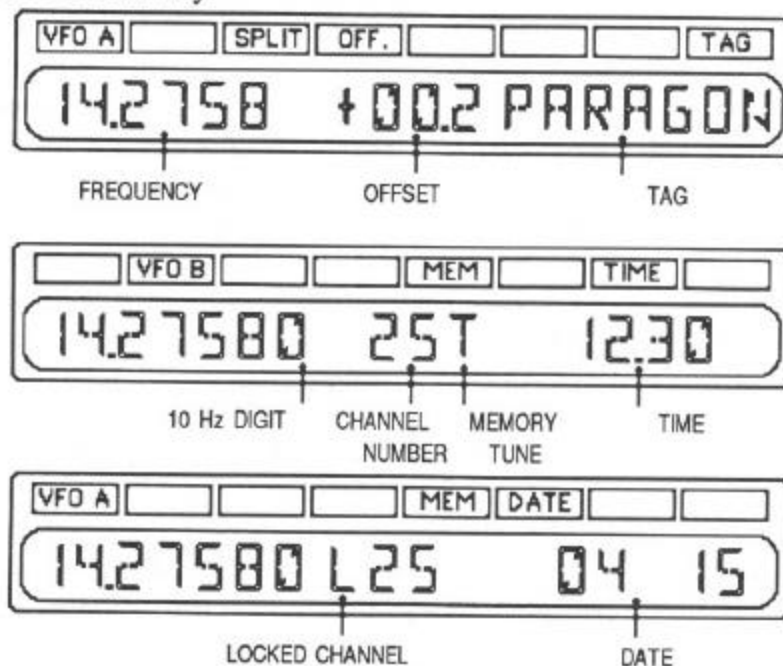 VFO A SPLIT OFF. TAG
14.2758 +00.2 PARAGON
FREQUENCY OFFSET TAG
VFO B MEM TIME
14.27580 25T 12.30
10 Hz DIGIT CHANNEL NUMBER MEMORY TUNE TIME
VFO A MEM DATE
14.27580 L25 04 15
LOCKED CHANNEL DATE